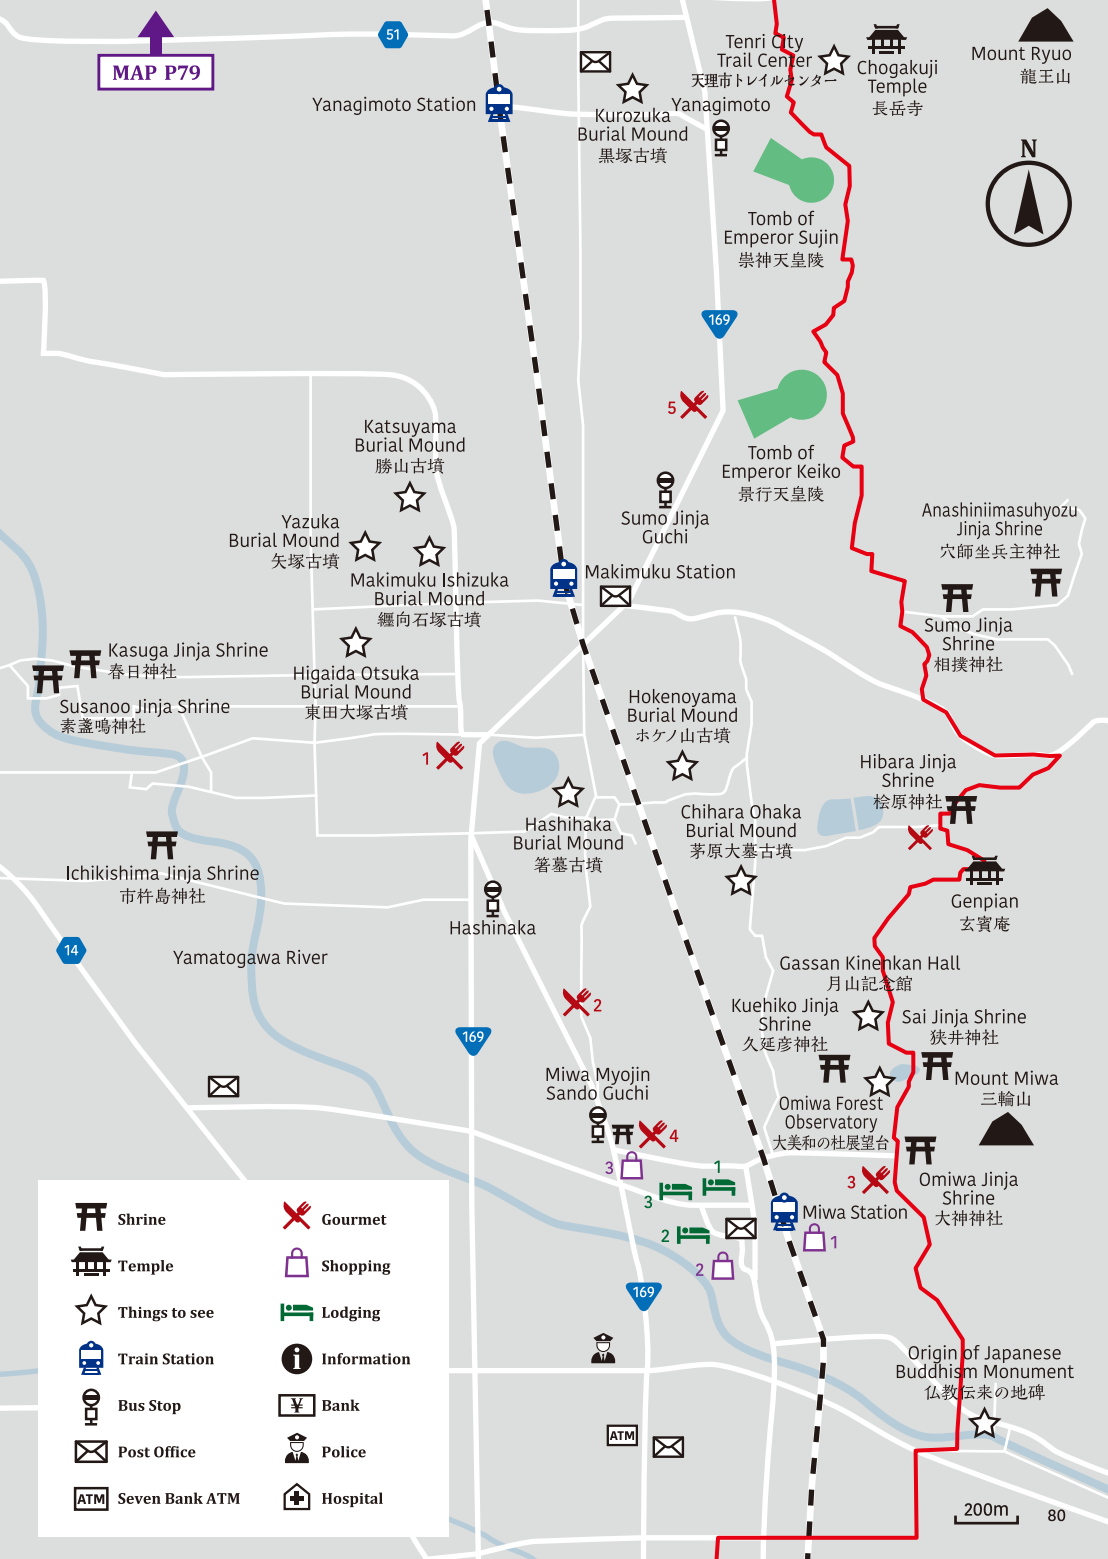 MAP P79
51
Yanagimoto Station
Tenri City
Trail Center
天理市トレイルセンター
Chogakuji
Temple
長岳寺
Mount Ryuo
龍王山
Kurozuka
Burial Mound
黒塚古墳
Yanagimoto
N
Tomb of
Emperor Sujin
崇神天皇陵
169
5
Tomb of
Emperor Keiko
景行天皇陵
Katsuyama
Burial Mound
勝山古墳
Sumo Jinja
Guchi
Anashiniimasuhyozu
Jinja Shrine
穴師坐兵主神社
Yazuka
Burial Mound
矢塚古墳
Makimuku Ishizuka
Burial Mound
纒向石塚古墳
Makimuku Station
Sumo Jinja
Shrine
相撲神社
Kasuga Jinja Shrine
春日神社
Susanoo Jinja Shrine
素盞鳴神社
Higaida Otsuka
Burial Mound
東田大塚古墳
Hokenoyama
Burial Mound
ホケノ山古墳
1
Hibara Jinja
Shrine
桧原神社
Hashihaka
Burial Mound
箸墓古墳
Chihara Ohaka
Burial Mound
茅原大墓古墳
Ichikishima Jinja Shrine
市杵島神社
Genpian
玄賓庵
Hashinaka
14
Yamatogawa River
Gassan Kinenkan Hall
月山記念館
2
Kuehiko Jinja
Shrine
久延彦神社
Sai Jinja Shrine
狭井神社
169
Miwa Myojin
Sando Guchi
Mount Miwa
三輪山
Omiwa Forest
Observatory
大美和の杜展望台
4
3
1
3
3
Omiwa Jinja
Shrine
大神神社
Miwa Station
2
1
2
169
Origin of Japanese
Buddhism Monument
仏教伝来の地碑
ATM
200m
80
Shrine
Gourmet
Temple
Shopping
Things to see
Lodging
Train Station
i
Information
Bus Stop
¥
Bank
Post Office
Police
ATM
Seven Bank ATM
Hospital